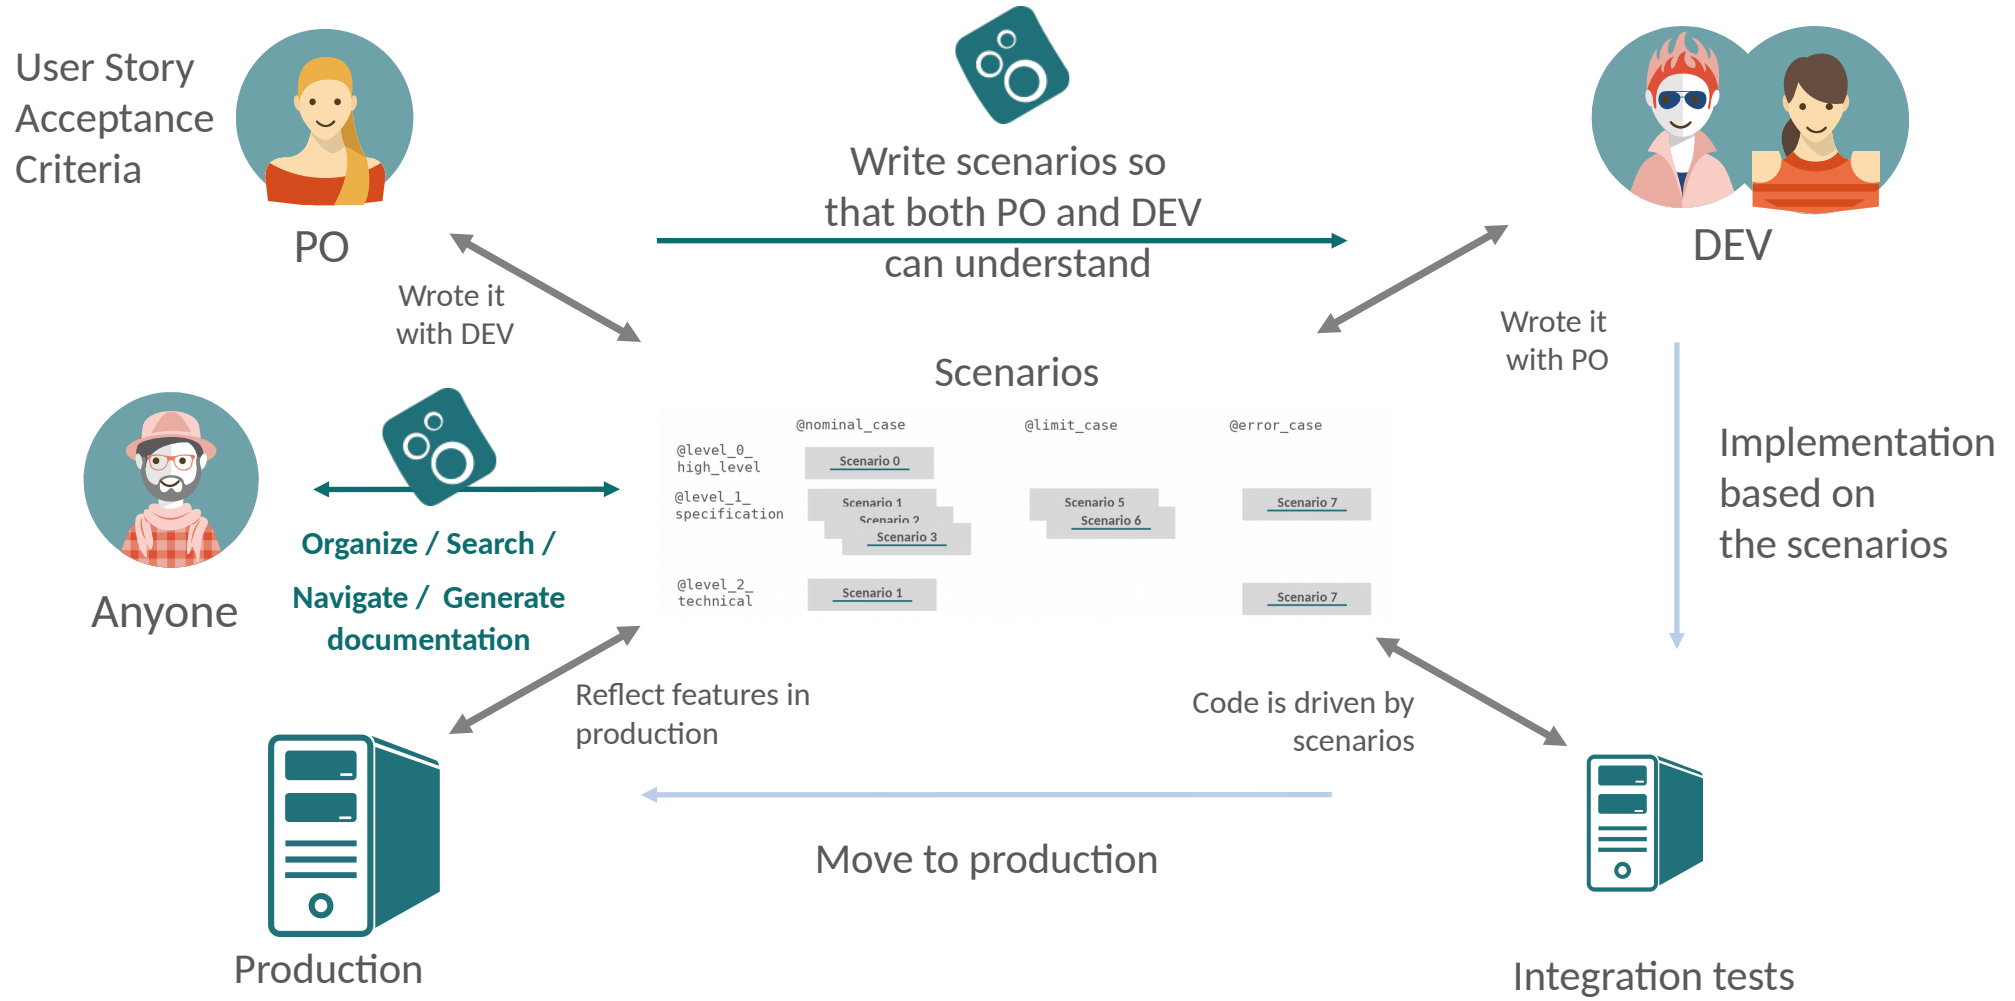 User Story
Acceptance
Criteria
PO
Write scenarios so
that both PO and DEV
can understand
DEV
Wrote it
with DEV
Wrote it
with PO
Scenarios
@nominal_case
@limit_case
@error_case
@level_0_
high_level
Scenario 0
@level_1_
specification
Scenario 1
Scenario 2
Scenario 3
Scenario 5
Scenario 6
Scenario 7
@level_2_
technical
Scenario 1
Scenario 7
Anyone
Organize / Search /
Navigate / Generate
documentation
Implementation
based on
the scenarios
Reflect features in
production
Code is driven by
scenarios
Move to production
Production
Integration tests